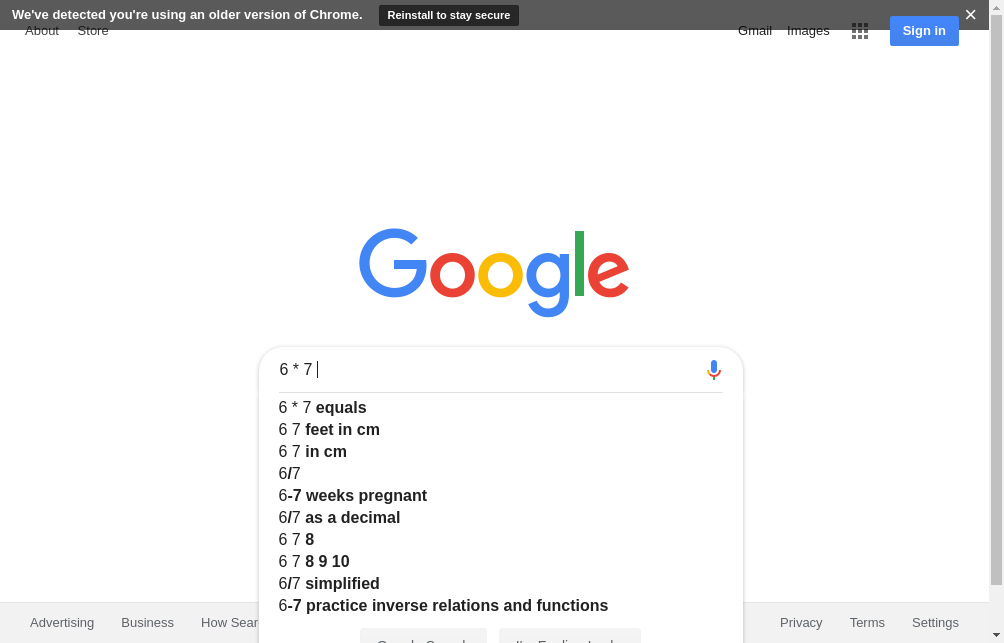 We've detected you're using an older version of Chrome. Reinstall to stay secure
About Store Gmail Images Sign in
Google
6 * 7
6 * 7 equals
6 7 feet in cm
6 7 in cm
6/7
6-7 weeks pregnant
6/7 as a decimal
6 7 8
6 7 8 9 10
6/7 simplified
6-7 practice inverse relations and functions
Advertising Business How Sear Privacy Terms Settings